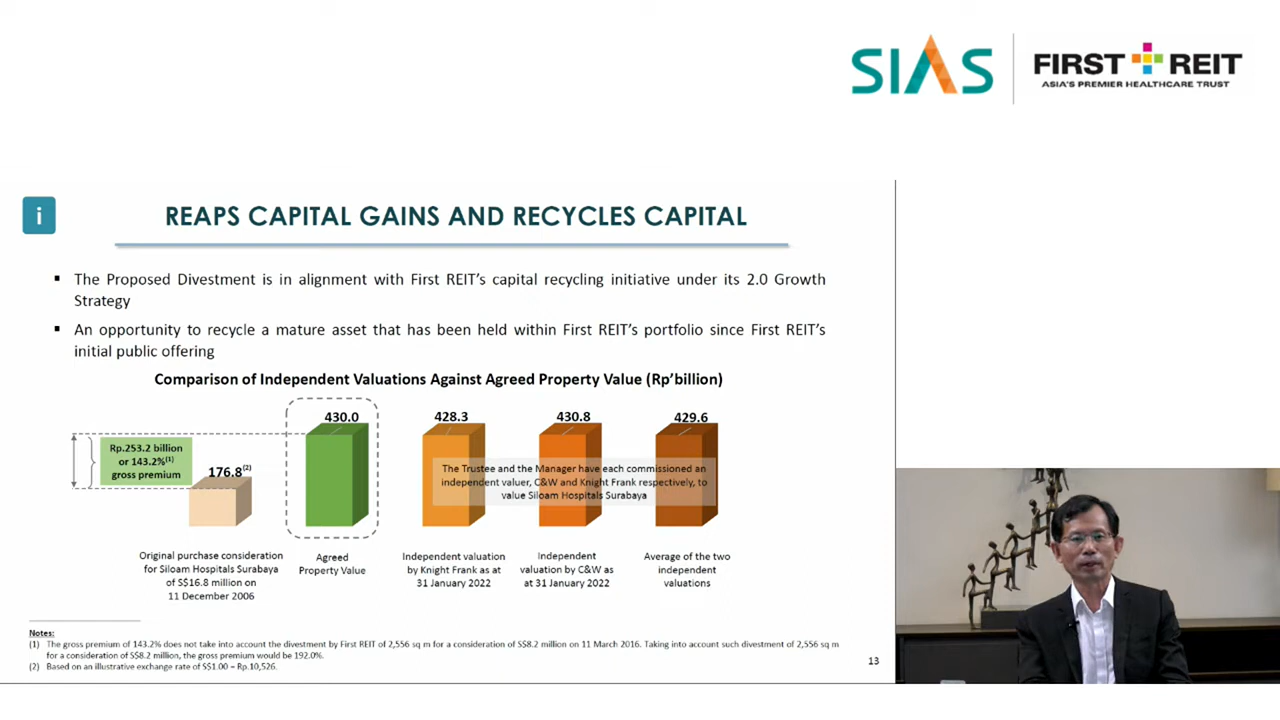 SIAS
FIRST REIT
ASIA'S PREMIER HEALTHCARE TRUST
i
REAPS CAPITAL GAINS AND RECYCLES CAPITAL
▪ The Proposed Divestment is in alignment with First REIT's capital recycling initiative under its 2.0 Growth
Strategy
▪ An opportunity to recycle a mature asset that has been held within First REIT's portfolio since First REIT's
initial public offering
Comparison of Independent Valuations Against Agreed Property Value (Rp'billion)
Rp.253.2 billion
or 143.2%(1)
gross premium
176.8(2)
430.0
428.3
430.8
429.6
The Trustee and the Manager have each commissioned an
independent valuer, C&W and Knight Frank respectively, to
value Siloam Hospitals Surabaya
Original purchase consideration
for Siloam Hospitals Surabaya
of S$16.8 million on
11 December 2006
Agreed
Property Value
Independent valuation
by Knight Frank as at
31 January 2022
Independent
valuation by C&W as
at 31 January 2022
Average of the two
independent
valuations
Notes:
(1) The gross premium of 143.2% does not take into account the divestment by First REIT of 2,556 sq m for a consideration of S$8.2 million on 11 March 2016. Taking into account such divestment of 2,556 sq m
for a consideration of S$8.2 million, the gross premium would be 192.0%.
(2) Based on an illustrative exchange rate of S$1.00 = Rp.10,526.
13